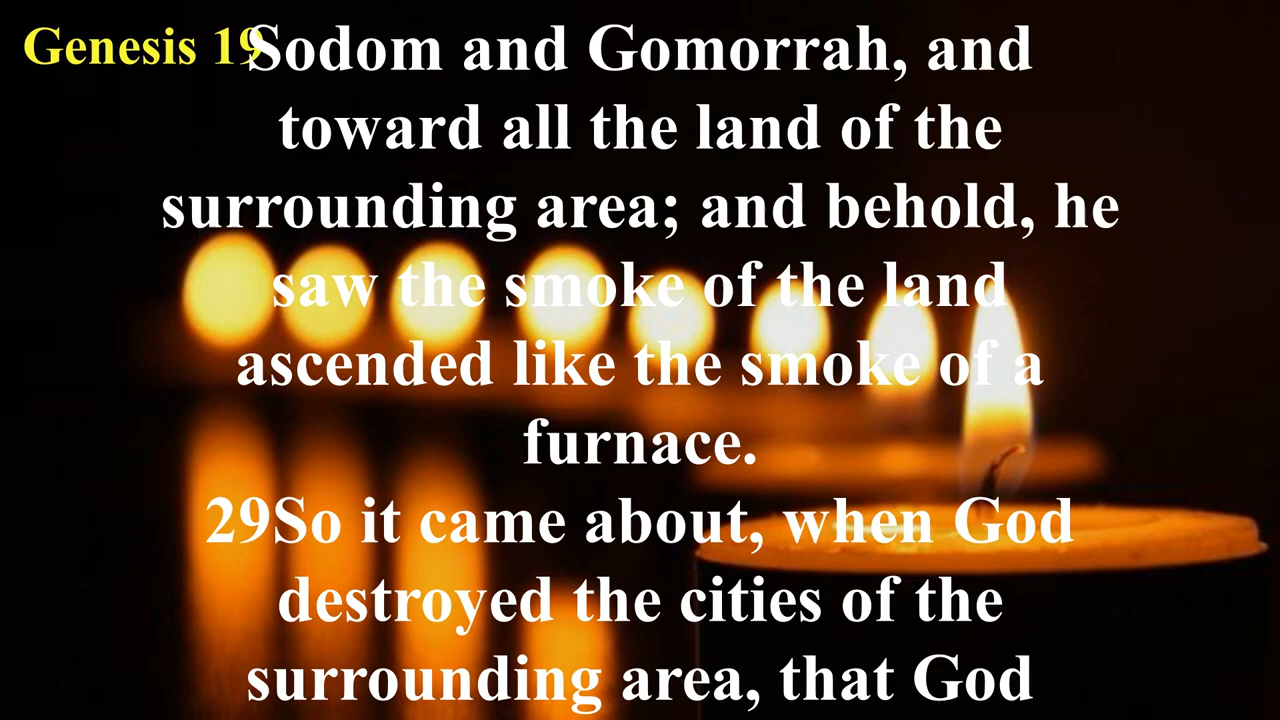 Genesis 19
Sodom and Gomorrah, and
toward all the land of the
surrounding area; and behold, he
saw the smoke of the land
ascended like the smoke of a
furnace.
29So it came about, when God
destroyed the cities of the
surrounding area, that God